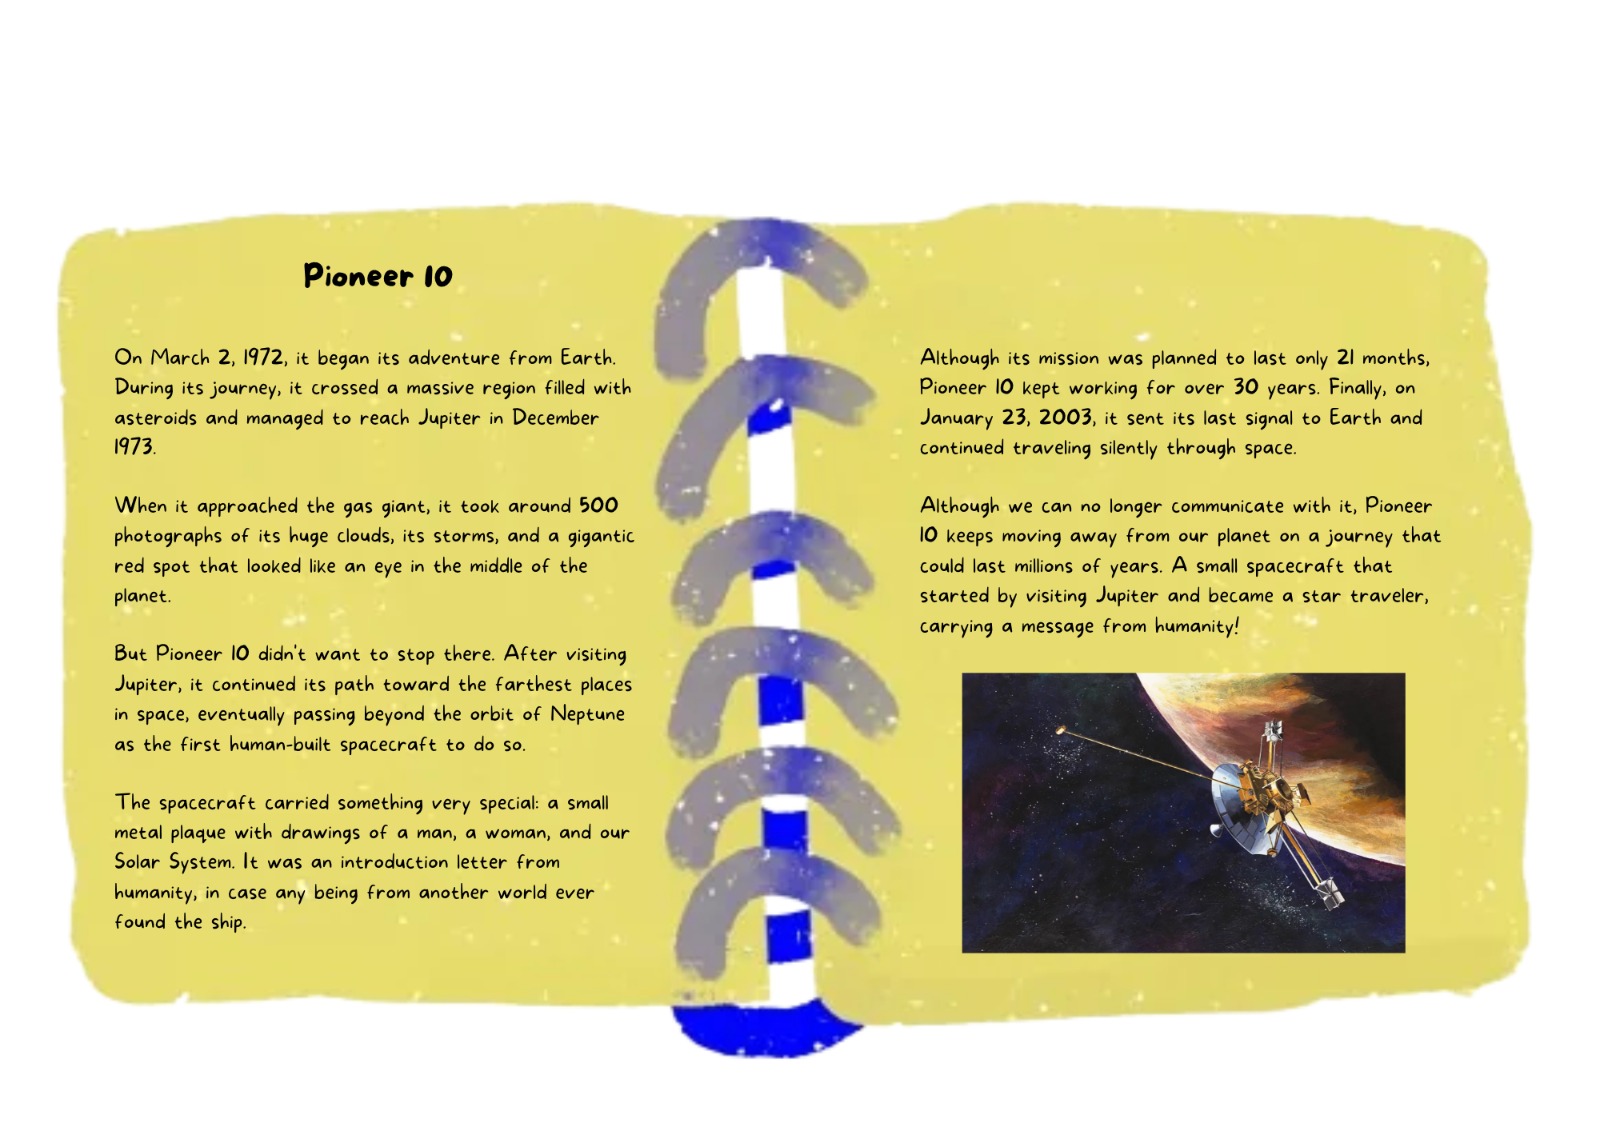 Pioneer 10
On March 2, 1972, it began its adventure from Earth.
During its journey, it crossed a massive region filled with
asteroids and managed to reach Jupiter in December
1973.
When it approached the gas giant, it took around 500
photographs of its huge clouds, its storms, and a gigantic
red spot that looked like an eye in the middle of the
planet.
But Pioneer 10 didn't want to stop there. After visiting
Jupiter, it continued its path toward the farthest places
in space, eventually passing beyond the orbit of Neptune
as the first human-built spacecraft to do so.
The spacecraft carried something very special: a small
metal plaque with drawings of a man, a woman, and our
Solar System. It was an introduction letter from
humanity, in case any being from another world ever
found the ship.
Although its mission was planned to last only 21 months,
Pioneer 10 kept working for over 30 years. Finally, on
January 23, 2003, it sent its last signal to Earth and
continued traveling silently through space.
Although we can no longer communicate with it, Pioneer
10 keeps moving away from our planet on a journey that
could last millions of years. A small spacecraft that
started by visiting Jupiter and became a star traveler,
carrying a message from humanity!